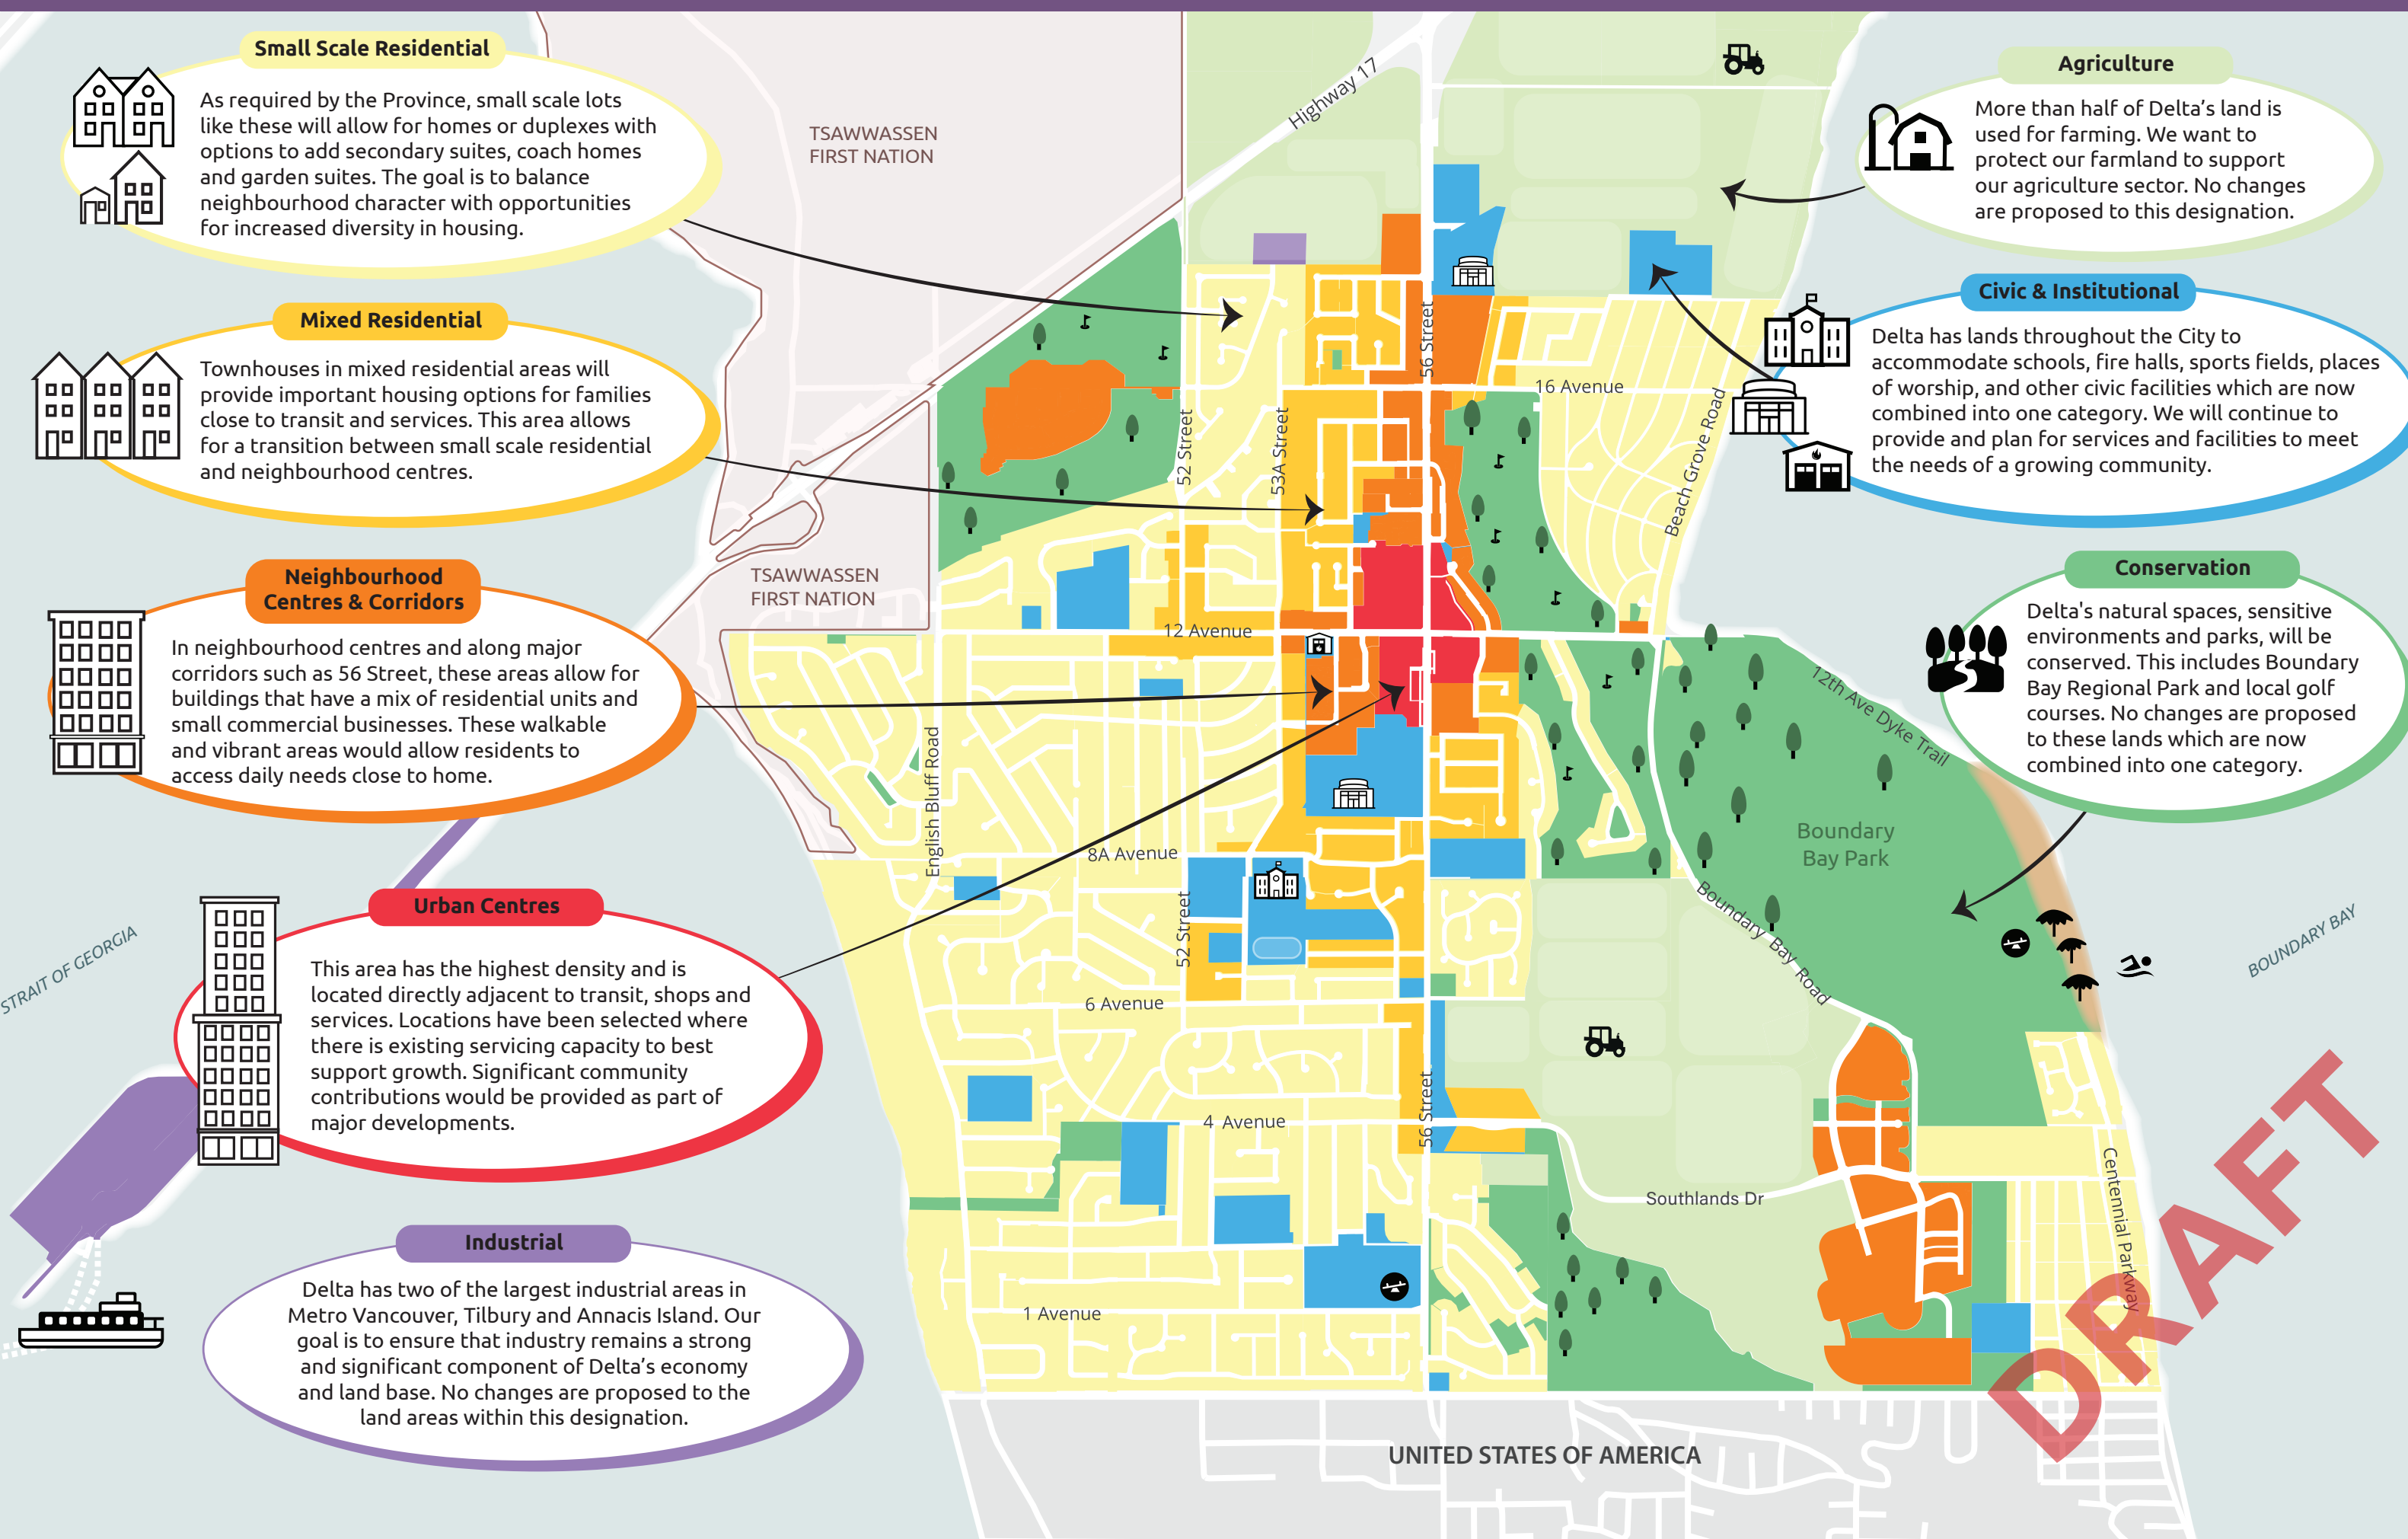 Small Scale Residential
As required by the Province, small scale lots
like these will allow for homes or duplexes with
options to add secondary suites, coach homes
and garden suites. The goal is to balance
neighbourhood character with opportunities
for increased diversity in housing.
Mixed Residential
Townhouses in mixed residential areas will
provide important housing options for families
close to transit and services. This area allows
for a transition between small scale residential
and neighbourhood centres.
Neighbourhood
Centres & Corridors
In neighbourhood centres and along major
corridors such as 56 Street, these areas allow for
buildings that have a mix of residential units and
small commercial businesses. These walkable
and vibrant areas would allow residents to
access daily needs close to home.
Urban Centres
This area has the highest density and is
located directly adjacent to transit, shops and
services. Locations have been selected where
there is existing servicing capacity to best
support growth. Significant community
contributions would be provided as part of
major developments.
Industrial
Delta has two of the largest industrial areas in
Metro Vancouver, Tilbury and Annacis Island. Our
goal is to ensure that industry remains a strong
and significant component of Delta's economy
and land base. No changes are proposed to the
land areas within this designation.
STRAIT OF GEORGIA
TSAWWASSEN
FIRST NATION
TSAWWASSEN
FIRST NATION
Highway 17
56 Street
16 Avenue
52 Street
53A Street
Beach Grove Road
12 Avenue
12th Ave Dyke Trail
English Bluff Road
8A Avenue
Boundary
Bay Park
52 Street
Boundary Bay Road
6 Avenue
56 Street
4 Avenue
Southlands Dr
Centennial Parkway
1 Avenue
UNITED STATES OF AMERICA
Agriculture
More than half of Delta's land is
used for farming. We want to
protect our farmland to support
our agriculture sector. No changes
are proposed to this designation.
Civic & Institutional
Delta has lands throughout the City to
accommodate schools, fire halls, sports fields, places
of worship, and other civic facilities which are now
combined into one category. We will continue to
provide and plan for services and facilities to meet
the needs of a growing community.
Conservation
Delta's natural spaces, sensitive
environments and parks, will be
conserved. This includes Boundary
Bay Regional Park and local golf
courses. No changes are proposed
to these lands which are now
combined into one category.
BOUNDARY BAY
DRAFT